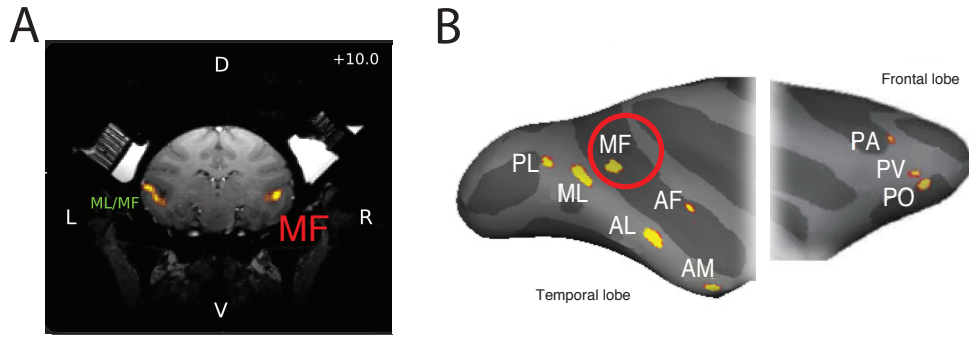 A
+10.0
D
ML/MF
L
R
MF
V
B
Frontal lobe
MF
PL
ML
AF
AL
AM
PA
PV
PO
Temporal lobe